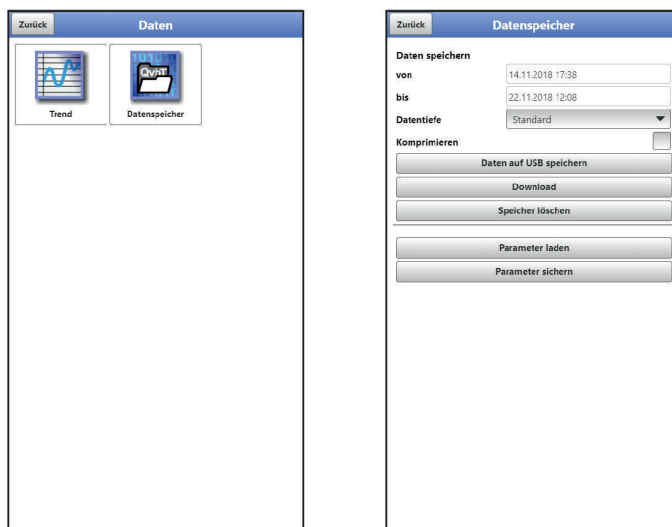 Zurück Daten
QvhT
Trend Datenspeicher
Zurück Datenspeicher
Daten speichern
von 14.11.2018 17:38
bis 22.11.2018 12:08
Datentiefe Standard
Komprimieren
Daten auf USB speichern
Download
Speicher löschen
Parameter laden
Parameter sichern